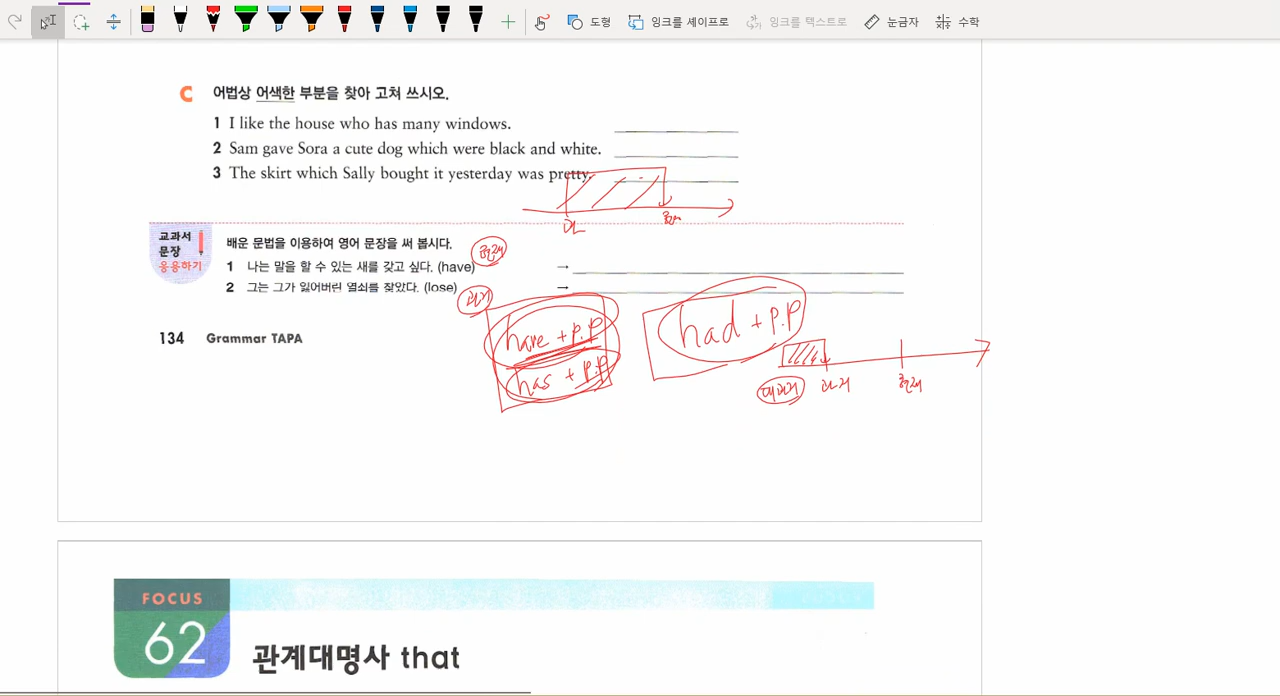 도형 잉크를 셰이프로 잉크를 텍스트로 눈금자 수학
C 어법상 어색한 부분을 찾아 고쳐 쓰시오.
1 I like the house who has many windows.
2 Sam gave Sora a cute dog which were black and white.
3 The skirt which Sally bought it yesterday was pretty.
현재
교과서
문장
응용하기
배운 문법을 이용하여 영어 문장을 써 봅시다.
현재
1 나는 말을 할 수 있는 새를 갖고 싶다. (have) →
2 그는 그가 잃어버린 열쇠를 찾았다. (lose) →
과거
have + p.p
has + p.p
had + p.p
대과거 과거 현재
134 Grammar TAPA
FOCUS
62
관계대명사 that